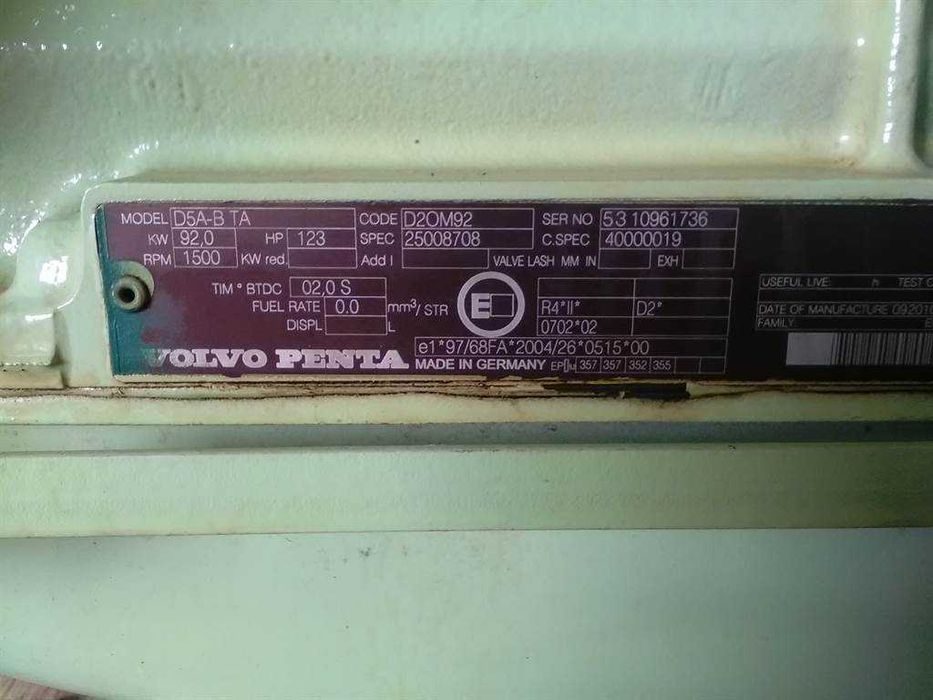 MODEL D5A-B TA CODE D2OM92 SER NO 5310961736
KW 92,0 HP 123 SPEC 25008708 C.SPEC 40000019
RPM 1500 KW red. Add I VALVE LASH MM IN EXH
TIM ° BTDC 02,0 S
FUEL RATE 0.0 mm³/STR
DISPL L
E
R4*II* D2*
0702*02
e1*97/68FA*2004/26*0515*00
VOLVO PENTA MADE IN GERMANY 357 357 352 355
USEFUL LIVE: h TEST C
DATE OF MANUFACTURE
FAMILY E